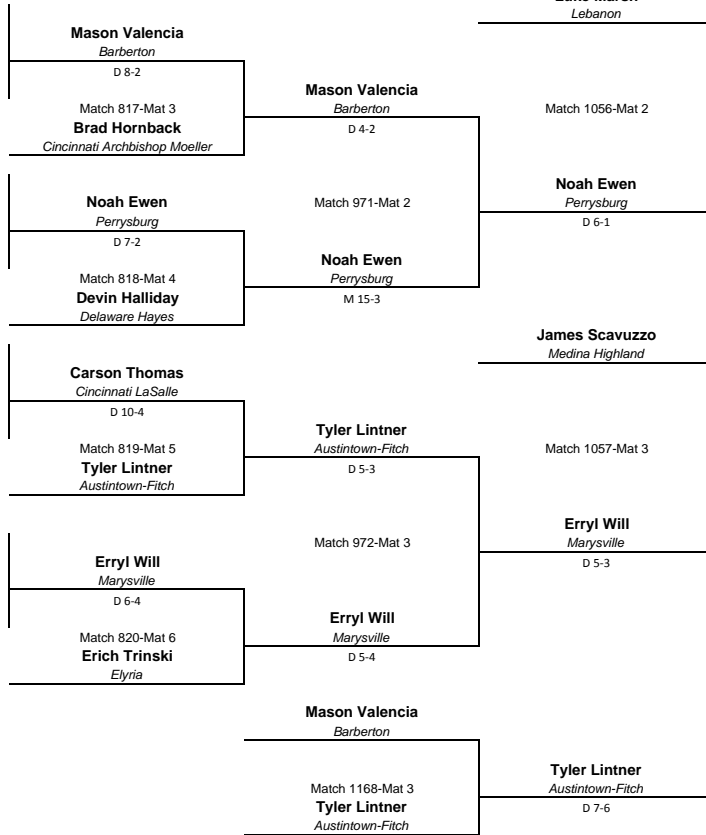 Mason Valencia
Barberton
D 8-2
Match 817-Mat 3
Brad Hornback
Cincinnati Archbishop Moeller
Noah Ewen
Perrysburg
D 7-2
Match 818-Mat 4
Devin Halliday
Delaware Hayes
Carson Thomas
Cincinnati LaSalle
D 10-4
Match 819-Mat 5
Tyler Lintner
Austintown-Fitch
Erryl Will
Marysville
D 6-4
Match 820-Mat 6
Erich Trinski
Elyria
Mason Valencia
Barberton
D 4-2
Match 971-Mat 2
Noah Ewen
Perrysburg
M 15-3
Tyler Lintner
Austintown-Fitch
D 5-3
Match 972-Mat 3
Erryl Will
Marysville
D 5-4
Mason Valencia
Barberton
Match 1168-Mat 3
Tyler Lintner
Austintown-Fitch
Lebanon
Match 1056-Mat 2
Noah Ewen
Perrysburg
D 6-1
James Scavuzzo
Medina Highland
Match 1057-Mat 3
Erryl Will
Marysville
D 5-3
Tyler Lintner
Austintown-Fitch
D 7-6